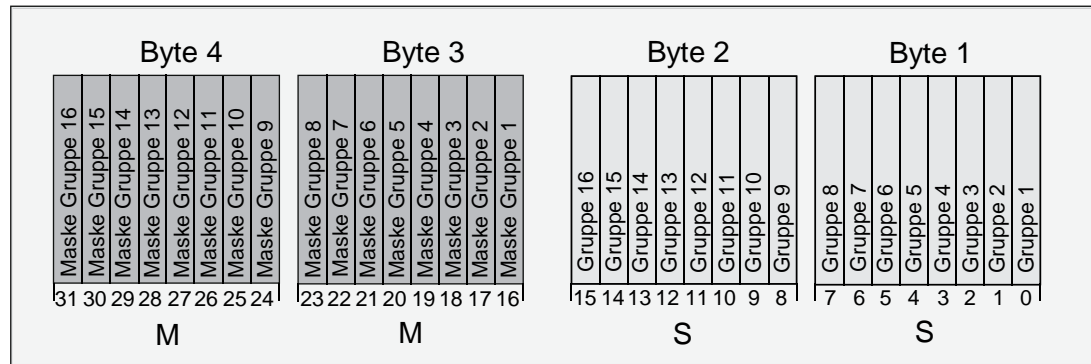 Byte 4 Byte 3 Byte 2 Byte 1
Maske Gruppe 16
Maske Gruppe 15
Maske Gruppe 14
Maske Gruppe 13
Maske Gruppe 12
Maske Gruppe 11
Maske Gruppe 10
Maske Gruppe 9
Maske Gruppe 8
Maske Gruppe 7
Maske Gruppe 6
Maske Gruppe 5
Maske Gruppe 4
Maske Gruppe 3
Maske Gruppe 2
Maske Gruppe 1
Gruppe 16
Gruppe 15
Gruppe 14
Gruppe 13
Gruppe 12
Gruppe 11
Gruppe 10
Gruppe 9
Gruppe 8
Gruppe 7
Gruppe 6
Gruppe 5
Gruppe 4
Gruppe 3
Gruppe 2
Gruppe 1
31 30 29 28 27 26 25 24 23 22 21 20 19 18 17 16 15 14 13 12 11 10 9 8 7 6 5 4 3 2 1 0
M M S S